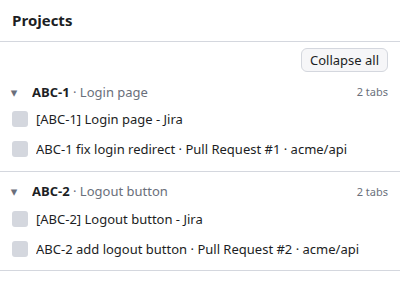 Projects
Collapse all
▾ ABC-1 · Login page 2 tabs
[ABC-1] Login page - Jira
ABC-1 fix login redirect · Pull Request #1 · acme/api
▾ ABC-2 · Logout button 2 tabs
[ABC-2] Logout button - Jira
ABC-2 add logout button · Pull Request #2 · acme/api